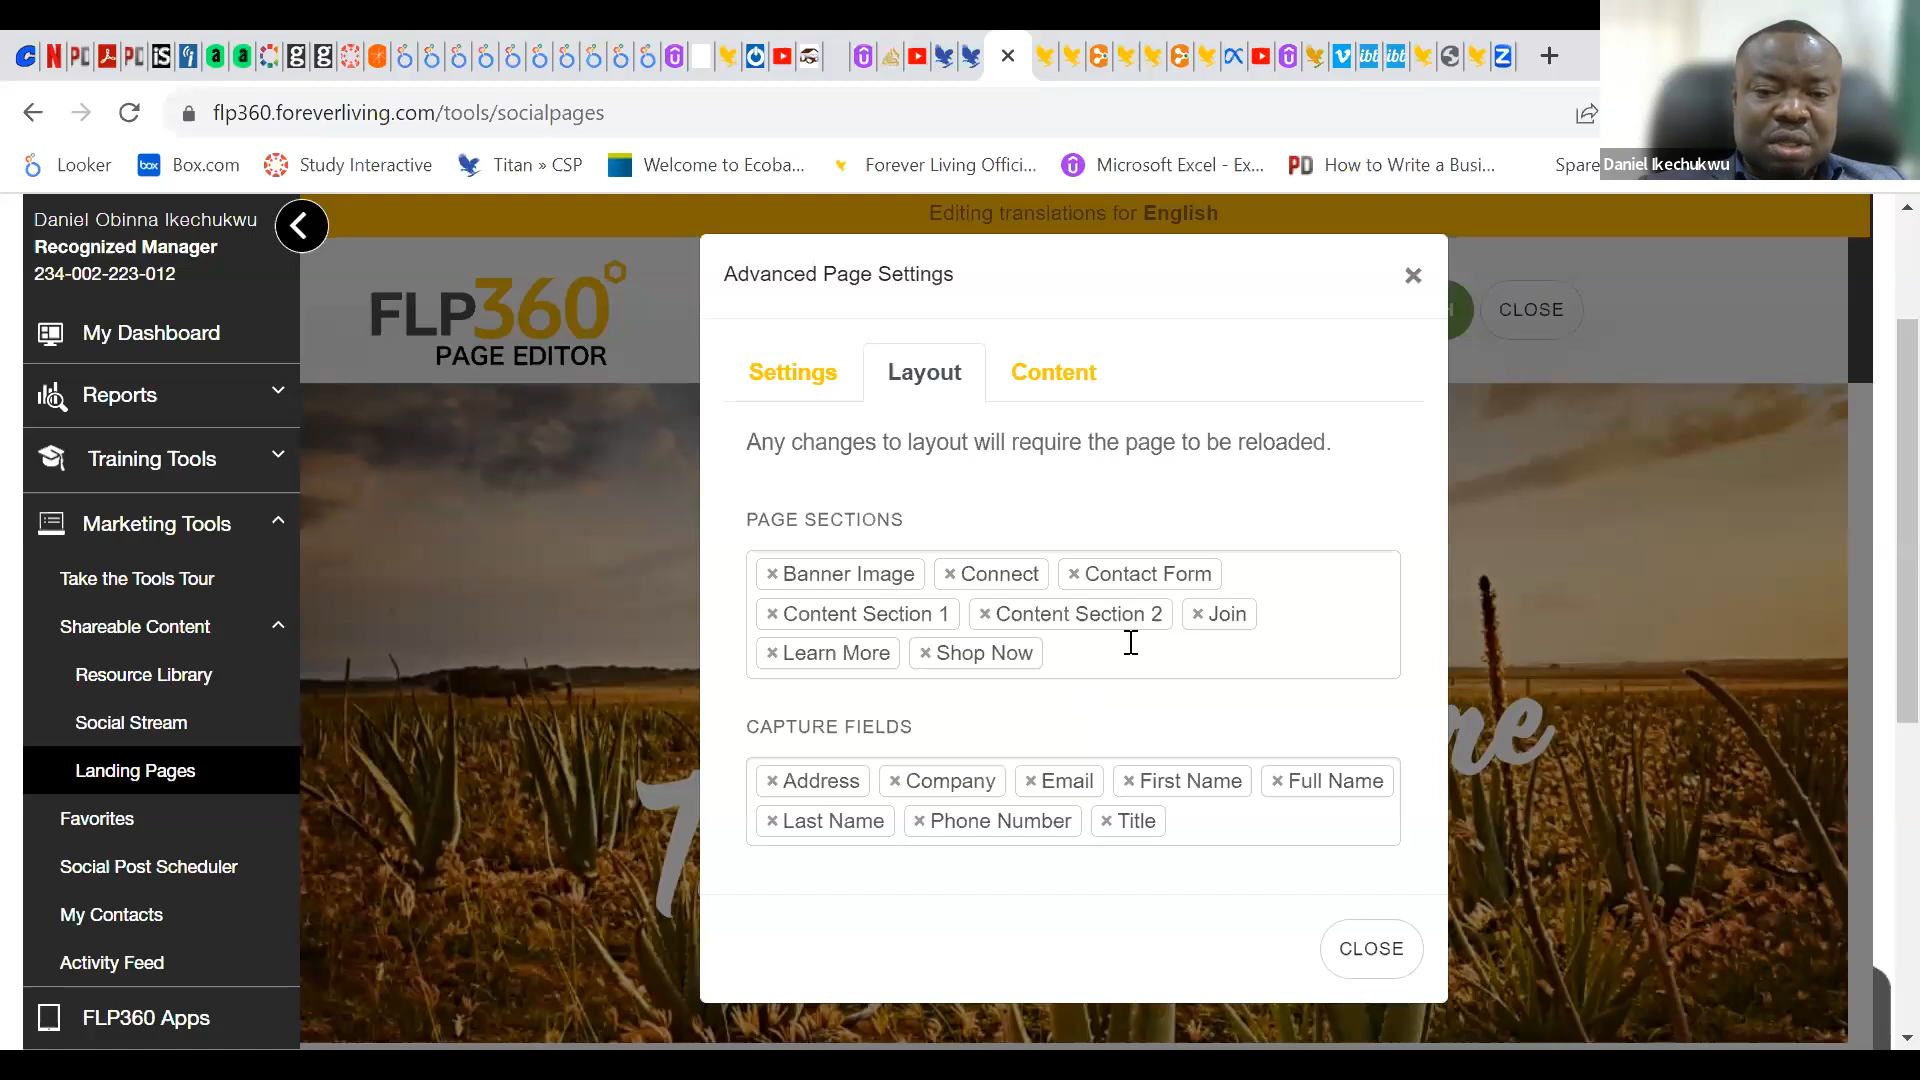 flp360.foreverliving.com/tools/socialpages
Looker
Box.com
Study Interactive
Titan » CSP
Welcome to Ecoba...
Forever Living Offici...
Microsoft Excel - Ex...
PD How to Write a Busi...
Spare
Daniel Ikechukwu
Daniel Obinna Ikechukwu
Recognized Manager
234-002-223-012
My Dashboard
Reports
Training Tools
Marketing Tools
Take the Tools Tour
Shareable Content
Resource Library
Social Stream
Landing Pages
Favorites
Social Post Scheduler
My Contacts
Activity Feed
FLP360 Apps
Editing translations for English
FLP360
PAGE EDITOR
CLOSE
Advanced Page Settings
Settings
Layout
Content
Any changes to layout will require the page to be reloaded.
PAGE SECTIONS
× Banner Image × Connect × Contact Form
× Content Section 1 × Content Section 2 × Join
× Learn More × Shop Now
CAPTURE FIELDS
× Address × Company × Email × First Name × Full Name
× Last Name × Phone Number × Title
CLOSE